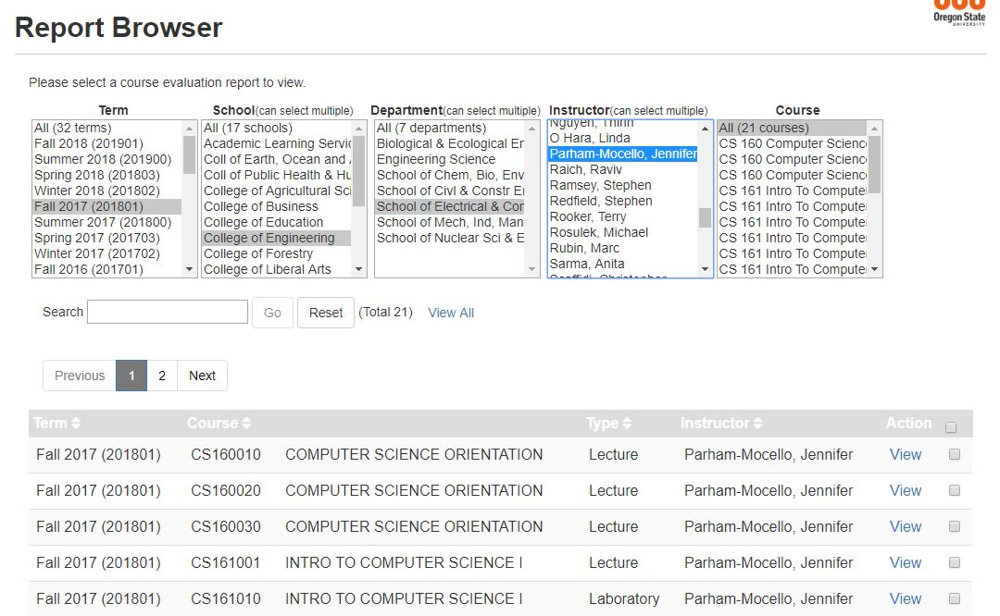 Report Browser
Oregon State
UNIVERSITY
Please select a course evaluation report to view.
Term School(can select multiple) Department(can select multiple) Instructor(can select multiple) Course
All (32 terms)
Fall 2018 (201901)
Summer 2018 (201900)
Spring 2018 (201803)
Winter 2018 (201802)
Fall 2017 (201801)
Summer 2017 (201800)
Spring 2017 (201703)
Winter 2017 (201702)
Fall 2016 (201701)
All (17 schools)
Academic Learning Servic
Coll of Earth, Ocean and
Coll of Public Health & Hu
College of Agricultural Sci
College of Business
College of Education
College of Engineering
College of Forestry
College of Liberal Arts
All (7 departments)
Biological & Ecological En
Engineering Science
School of Chem, Bio, Env
School of Civl & Constr E
School of Electrical & Cor
School of Mech, Ind, Man
School of Nuclear Sci & E
Nguyen, Thinh
O Hara, Linda
Parham-Mocello, Jennifer
Raich, Raviv
Ramsey, Stephen
Redfield, Stephen
Rooker, Terry
Rosulek, Michael
Rubin, Marc
Sarma, Anita
Scaffidi, Christopher
All (21 courses)
CS 160 Computer Science
CS 160 Computer Science
CS 160 Computer Science
CS 161 Intro To Computer
CS 161 Intro To Computer
CS 161 Intro To Computer
CS 161 Intro To Computer
CS 161 Intro To Computer
CS 161 Intro To Computer
Search Go Reset (Total 21) View All
Previous 1 2 Next
Term Course Type Instructor Action
Fall 2017 (201801) CS160010 COMPUTER SCIENCE ORIENTATION Lecture Parham-Mocello, Jennifer View
Fall 2017 (201801) CS160020 COMPUTER SCIENCE ORIENTATION Lecture Parham-Mocello, Jennifer View
Fall 2017 (201801) CS160030 COMPUTER SCIENCE ORIENTATION Lecture Parham-Mocello, Jennifer View
Fall 2017 (201801) CS161001 INTRO TO COMPUTER SCIENCE I Lecture Parham-Mocello, Jennifer View
Fall 2017 (201801) CS161010 INTRO TO COMPUTER SCIENCE I Laboratory Parham-Mocello, Jennifer View